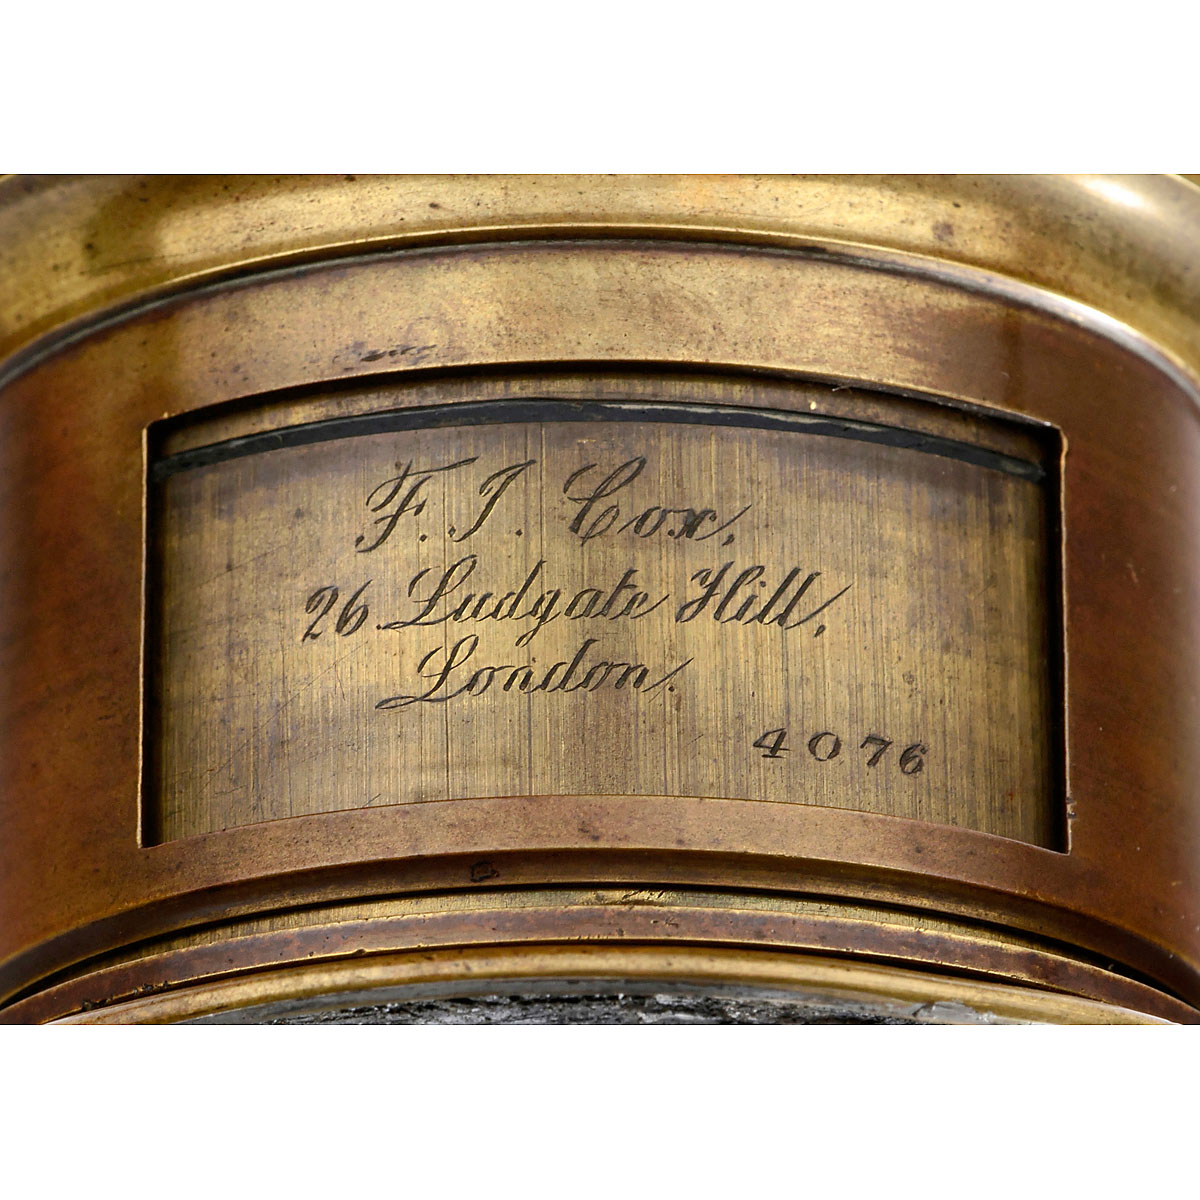 F. J. Cox,
26 Ludgate Hill,
London.
4076